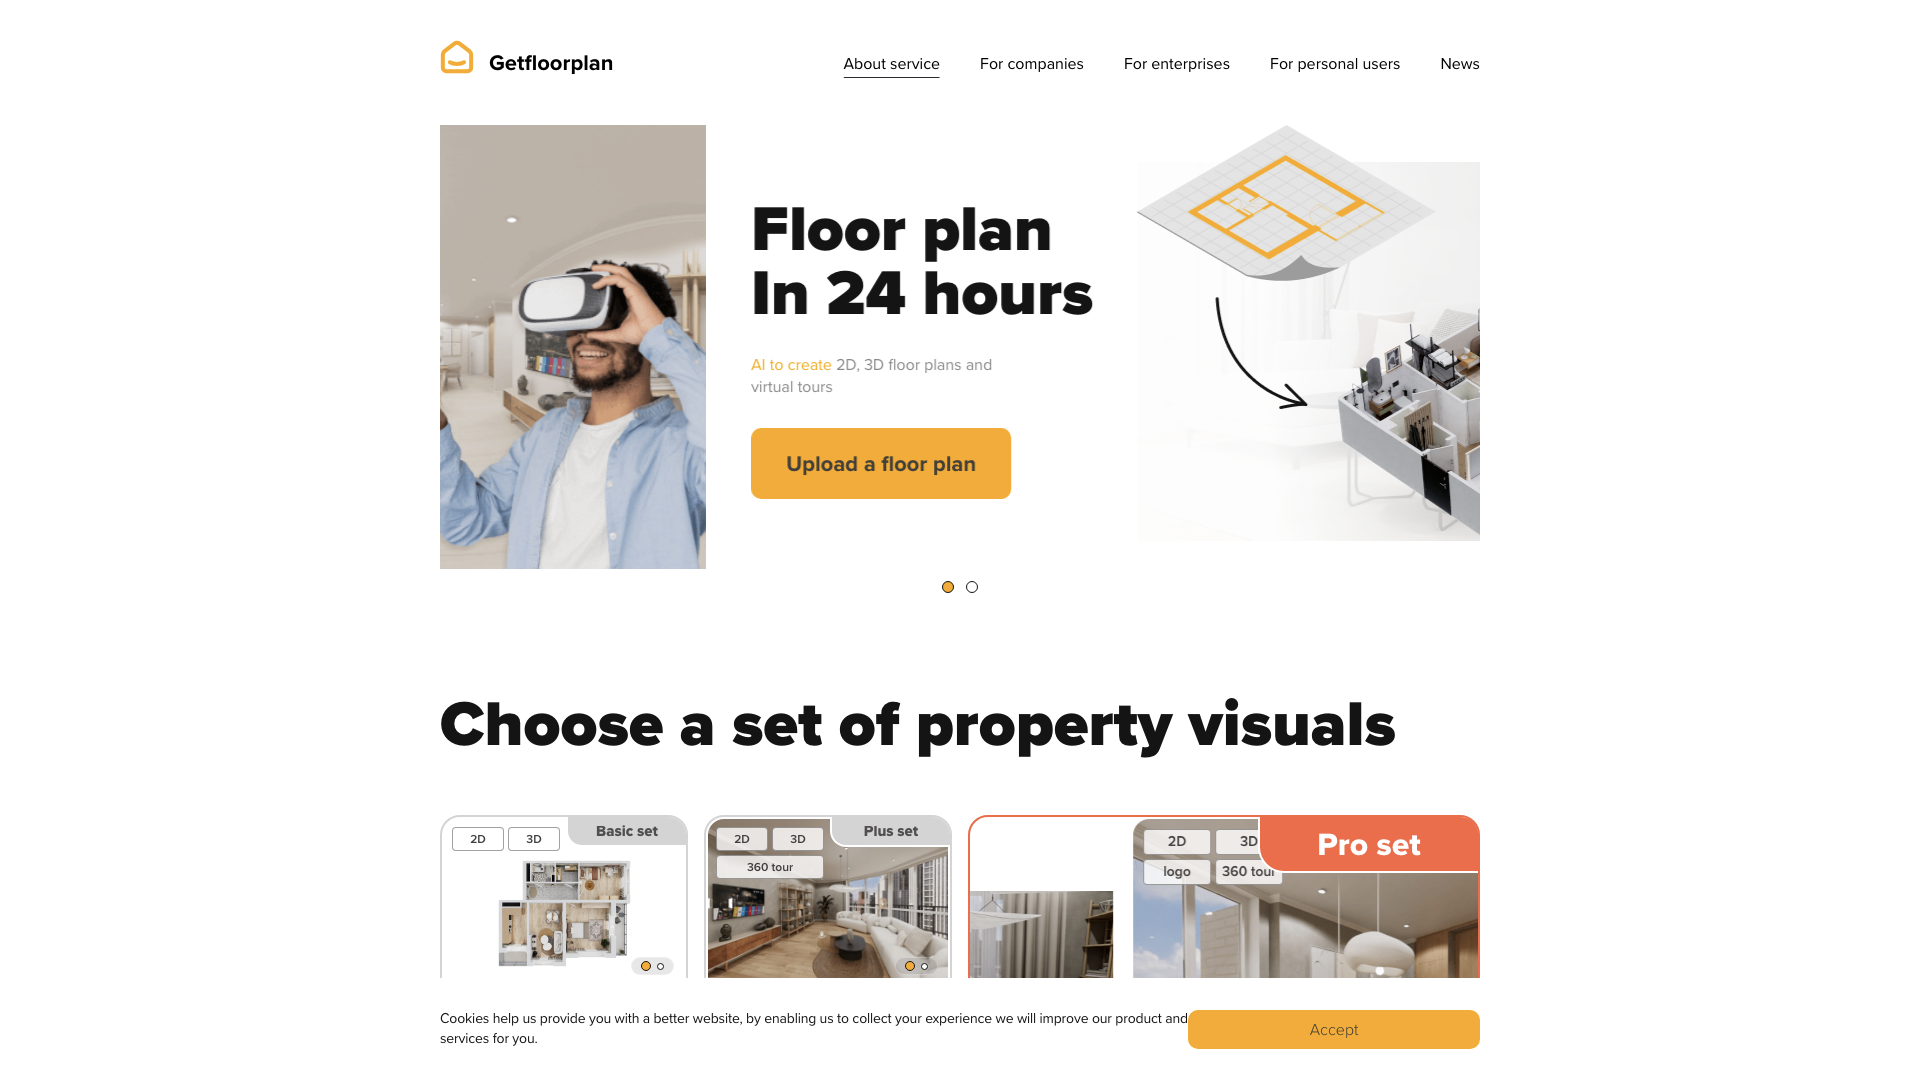 Getfloorplan
About service
For companies
For enterprises
For personal users
News
Floor plan
In 24 hours
AI to create 2D, 3D floor plans and
virtual tours
Upload a floor plan
Choose a set of property visuals
2D
3D
Basic set
2D
3D
360 tour
Plus set
2D
3D
logo
360 tour
Pro set
Cookies help us provide you with a better website, by enabling us to collect your experience we will improve our product and
services for you.
Accept